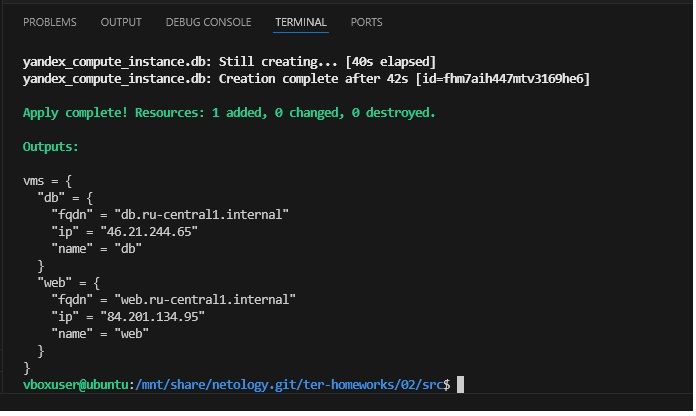 PROBLEMS OUTPUT DEBUG CONSOLE TERMINAL PORTS
yandex_compute_instance.db: Still creating... [40s elapsed]
yandex_compute_instance.db: Creation complete after 42s [id=fhm7aih447mtv3169he6]
Apply complete! Resources: 1 added, 0 changed, 0 destroyed.
Outputs:
vms = {
  "db" = {
    "fqdn" = "db.ru-central1.internal"
    "ip" = "46.21.244.65"
    "name" = "db"
  }
  "web" = {
    "fqdn" = "web.ru-central1.internal"
    "ip" = "84.201.134.95"
    "name" = "web"
  }
}
vboxuser@ubuntu:/mnt/share/netology.git/ter-homeworks/02/src$